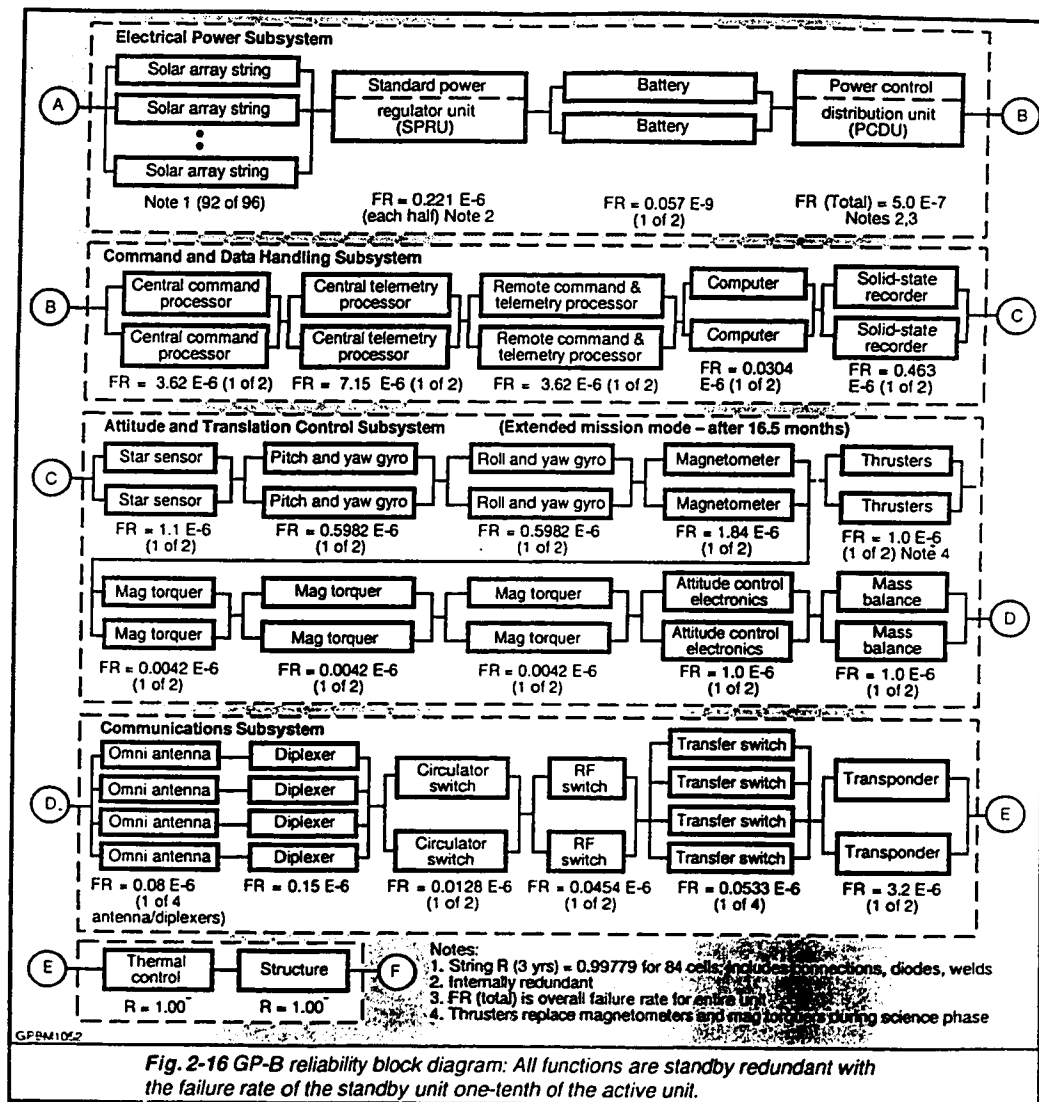 Electrical Power Subsystem
Solar array string
Solar array string
Solar array string
Note 1 (92 of 96)
A
Standard power
regulator unit
(SPRU)
FR = 0.221 E-6
(each half) Note 2
Battery
Battery
FR = 0.057 E-9
(1 of 2)
Power control
distribution unit
(PCDU)
FR (Total) = 5.0 E-7
Notes 2,3
B
Command and Data Handling Subsystem
B
Central command
processor
Central command
processor
FR = 3.62 E-6 (1 of 2)
Central telemetry
processor
Central telemetry
processor
FR = 7.15 E-6 (1 of 2)
Remote command &
telemetry processor
Remote command &
telemetry processor
FR = 3.62 E-6 (1 of 2)
Computer
Computer
FR = 0.0304
E-6 (1 of 2)
Solid-state
recorder
Solid-state
recorder
FR = 0.463
E-6 (1 of 2)
C
Attitude and Translation Control Subsystem (Extended mission mode – after 16.5 months)
C
Star sensor
Star sensor
FR = 1.1 E-6
(1 of 2)
Pitch and yaw gyro
Pitch and yaw gyro
FR = 0.5982 E-6
(1 of 2)
Roll and yaw gyro
Roll and yaw gyro
FR = 0.5982 E-6
(1 of 2)
Magnetometer
Magnetometer
FR = 1.84 E-6
(1 of 2)
Thrusters
Thrusters
FR = 1.0 E-6
(1 of 2) Note 4
Mag torquer
Mag torquer
FR = 0.0042 E-6
(1 of 2)
Mag torquer
Mag torquer
FR = 0.0042 E-6
(1 of 2)
Mag torquer
Mag torquer
FR = 0.0042 E-6
(1 of 2)
Attitude control
electronics
Attitude control
electronics
FR = 1.0 E-6
(1 of 2)
Mass
balance
Mass
balance
FR = 1.0 E-6
(1 of 2)
D
Communications Subsystem
D
Omni antenna
Omni antenna
Omni antenna
Omni antenna
FR = 0.08 E-6
(1 of 4
antenna/diplexers)
Diplexer
Diplexer
Diplexer
Diplexer
FR = 0.15 E-6
Circulator
switch
Circulator
switch
FR = 0.0128 E-6
(1 of 2)
RF
switch
RF
switch
FR = 0.0454 E-6
(1 of 2)
Transfer switch
Transfer switch
Transfer switch
Transfer switch
FR = 0.0533 E-6
(1 of 4)
Transponder
Transponder
FR = 3.2 E-6
(1 of 2)
E
E
Thermal
control
R = 1.00⁻
Structure
R = 1.00⁻
F
Notes:
1. String R (3 yrs) = 0.99779 for 84 cells; includes connections, diodes, welds
2. Internally redundant
3. FR (total) is overall failure rate for entire unit
4. Thrusters replace magnetometers and mag torquers during science phase
GPBM1052
Fig. 2-16 GP-B reliability block diagram: All functions are standby redundant with
the failure rate of the standby unit one-tenth of the active unit.